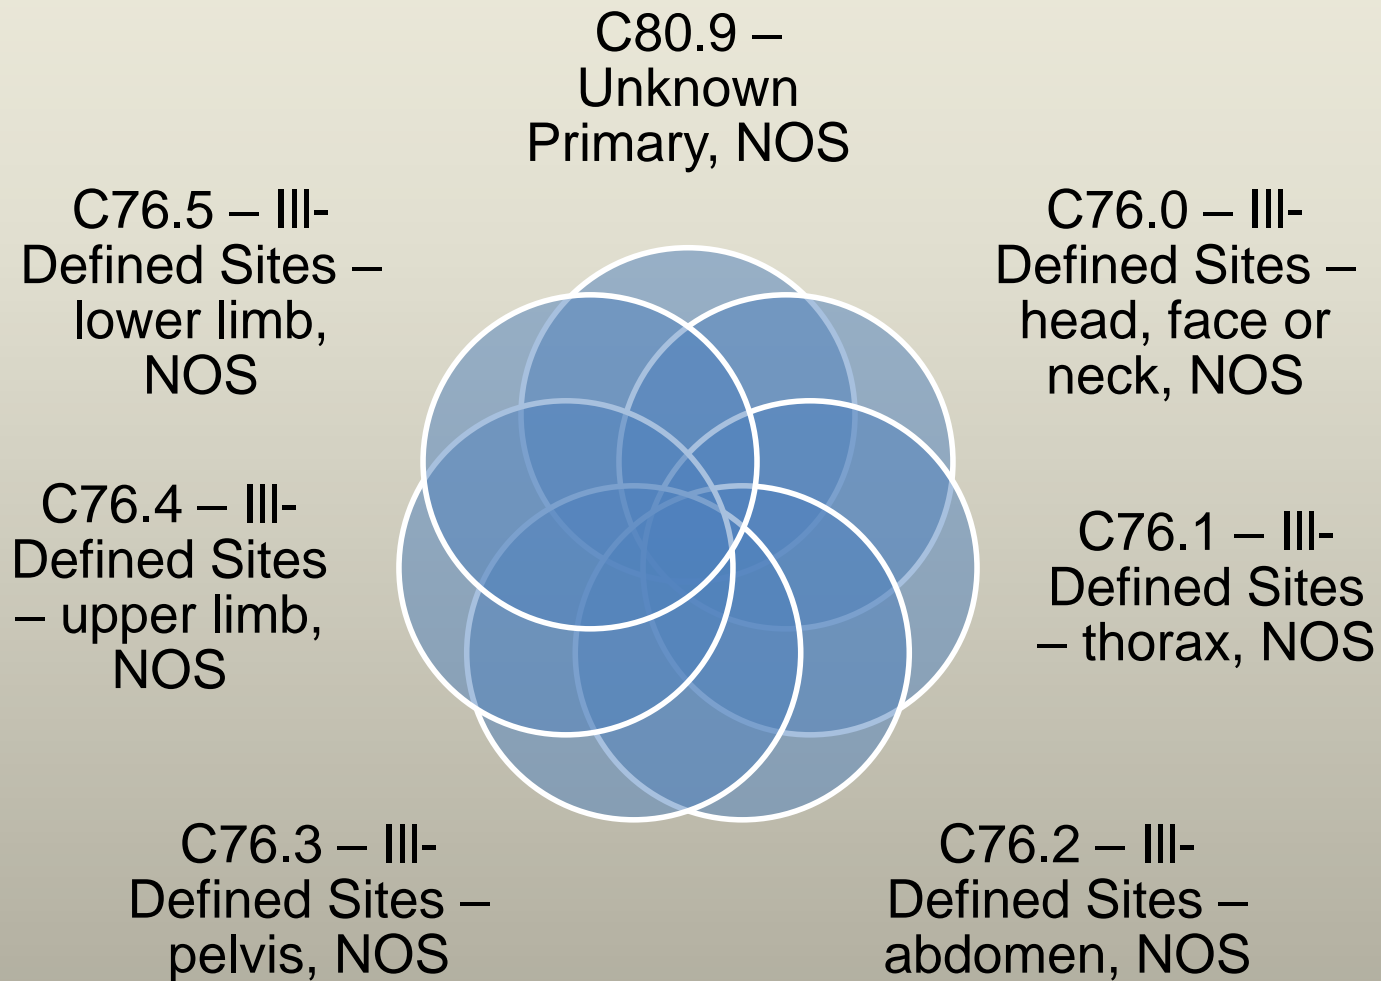 C80.9 –
Unknown
Primary, NOS
C76.0 – Ill-
Defined Sites –
head, face or
neck, NOS
C76.1 – Ill-
Defined Sites
– thorax, NOS
C76.2 – Ill-
Defined Sites –
abdomen, NOS
C76.3 – Ill-
Defined Sites –
pelvis, NOS
C76.4 – Ill-
Defined Sites
– upper limb,
NOS
C76.5 – Ill-
Defined Sites –
lower limb,
NOS